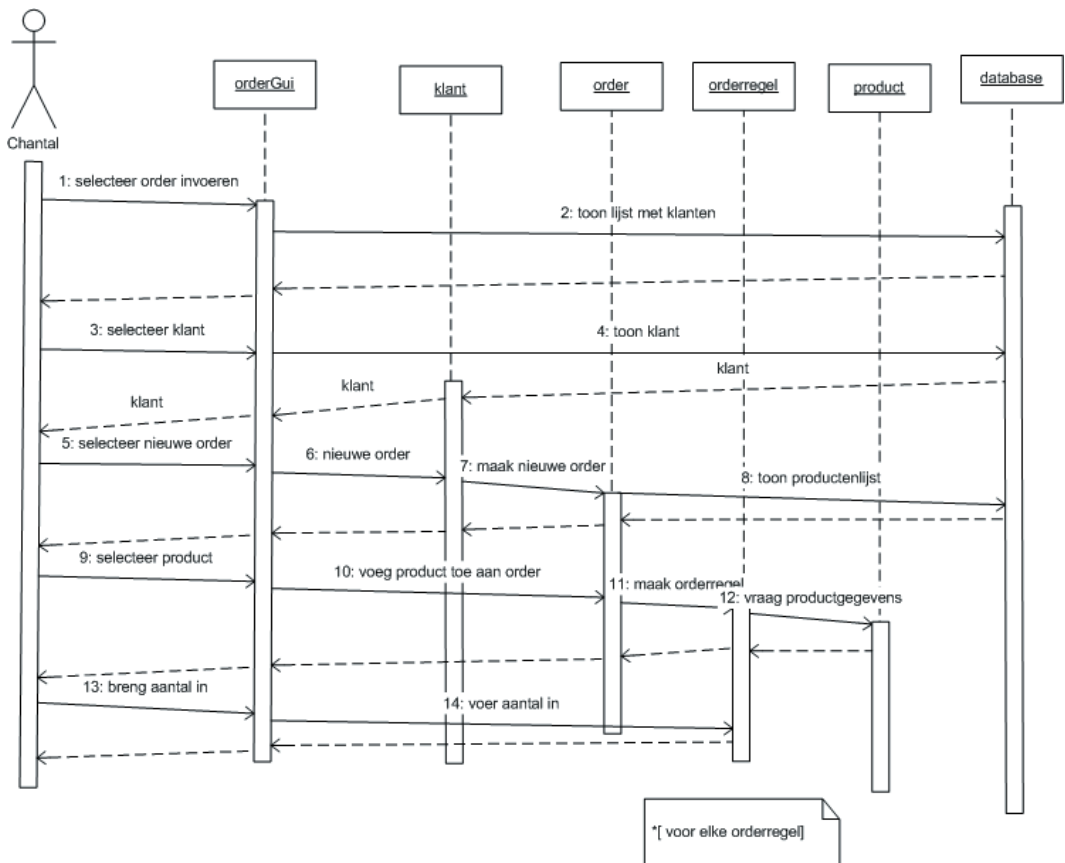 Chantal
orderGui
klant
order
orderregel
product
database
1: selecteer order invoeren
2: toon lijst met klanten
3: selecteer klant
4: toon klant
klant
klant
klant
5: selecteer nieuwe order
6: nieuwe order
7: maak nieuwe order
8: toon productenlijst
9: selecteer product
10: voeg product toe aan order
11: maak orderregel
12: vraag productgegevens
13: breng aantal in
14: voer aantal in
*[ voor elke orderregel]